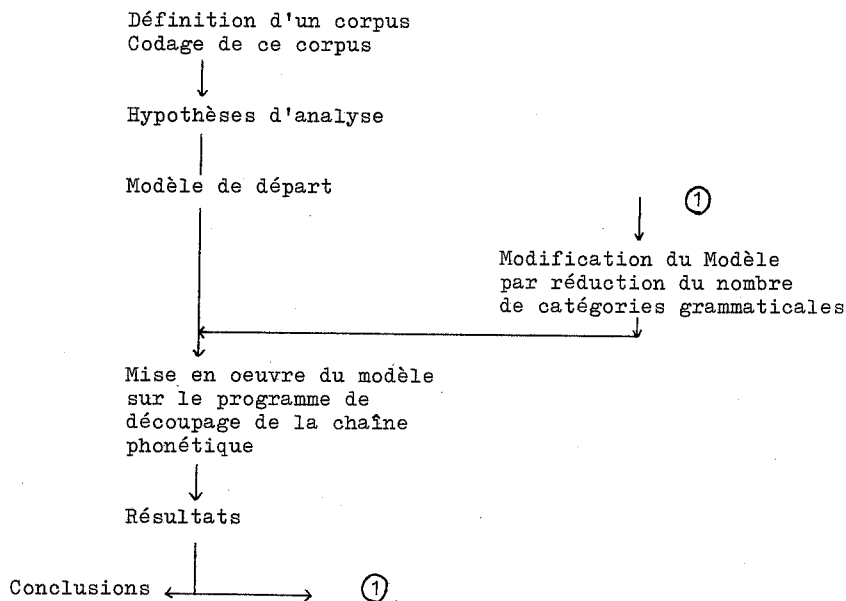 Définition d'un corpus
Codage de ce corpus
Hypothèses d'analyse
Modèle de départ
①
Modification du Modèle
par réduction du nombre
de catégories grammaticales
Mise en oeuvre du modèle
sur le programme de
découpage de la chaîne
phonétique
Résultats
Conclusions
①